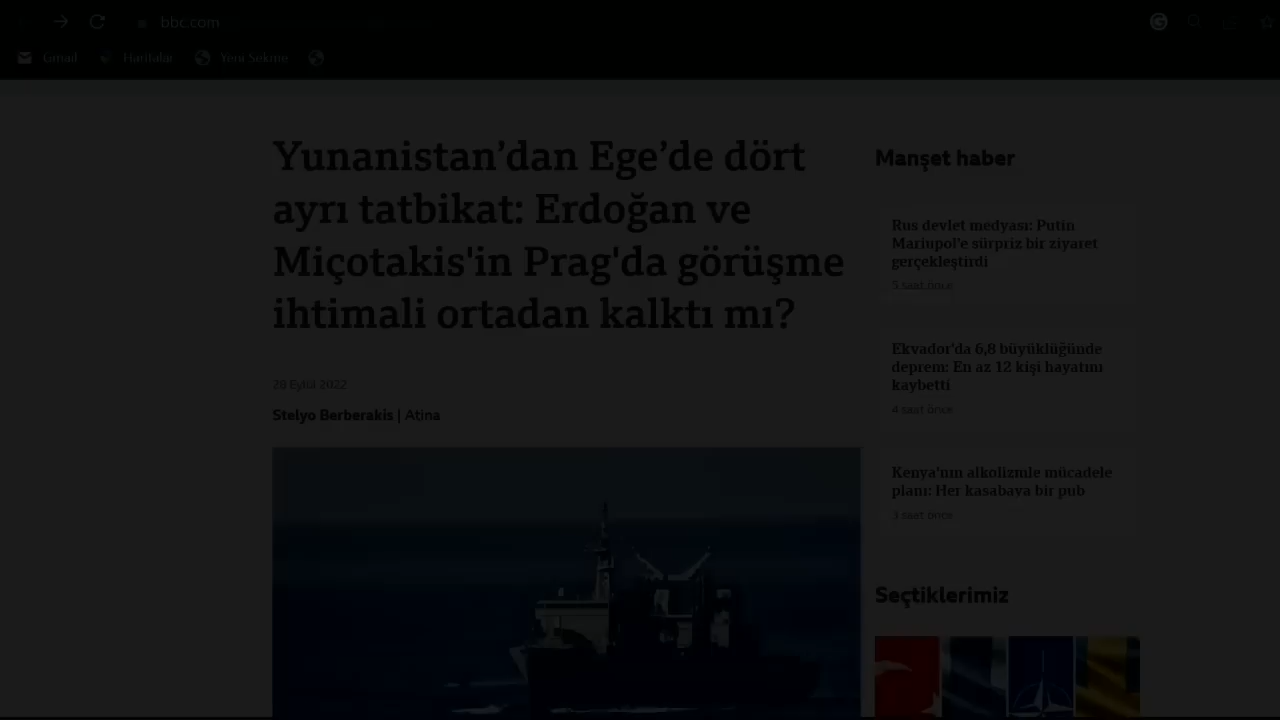 bbc.com
Gmail
Haritalar
Yeni Sekme
Yunanistan’dan Ege’de dört
ayrı tatbikat: Erdoğan ve
Miçotakis'in Prag'da görüşme
ihtimali ortadan kalktı mı?
28 Eylül 2022
Stelyo Berberakis | Atina
Manşet haber
Rus devlet medyası: Putin
Mariupol'e sürpriz bir ziyaret
gerçekleştirdi
5 saat önce
Ekvador'da 6,8 büyüklüğünde
deprem: En az 12 kişi hayatını
kaybetti
4 saat önce
Kenya'nın alkolizmle mücadele
planı: Her kasabaya bir pub
3 saat önce
Seçtiklerimiz